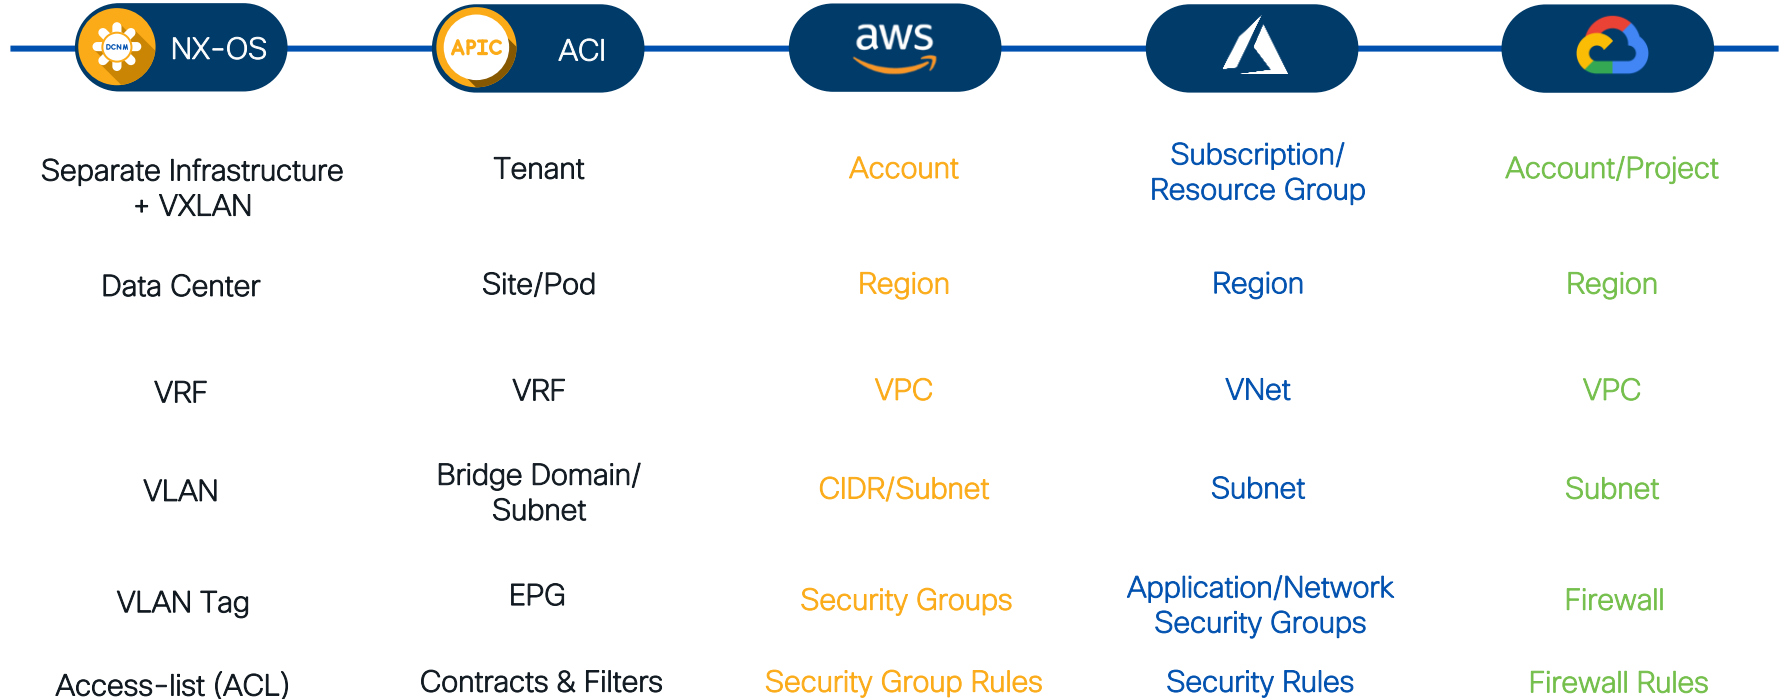 DCNM NX-OS
APIC ACI
aws
Separate Infrastructure
+ VXLAN
Tenant
Account
Subscription/
Resource Group
Account/Project
Data Center
Site/Pod
Region
Region
Region
VRF
VRF
VPC
VNet
VPC
VLAN
Bridge Domain/
Subnet
CIDR/Subnet
Subnet
Subnet
VLAN Tag
EPG
Security Groups
Application/Network
Security Groups
Firewall
Access-list (ACL)
Contracts & Filters
Security Group Rules
Security Rules
Firewall Rules